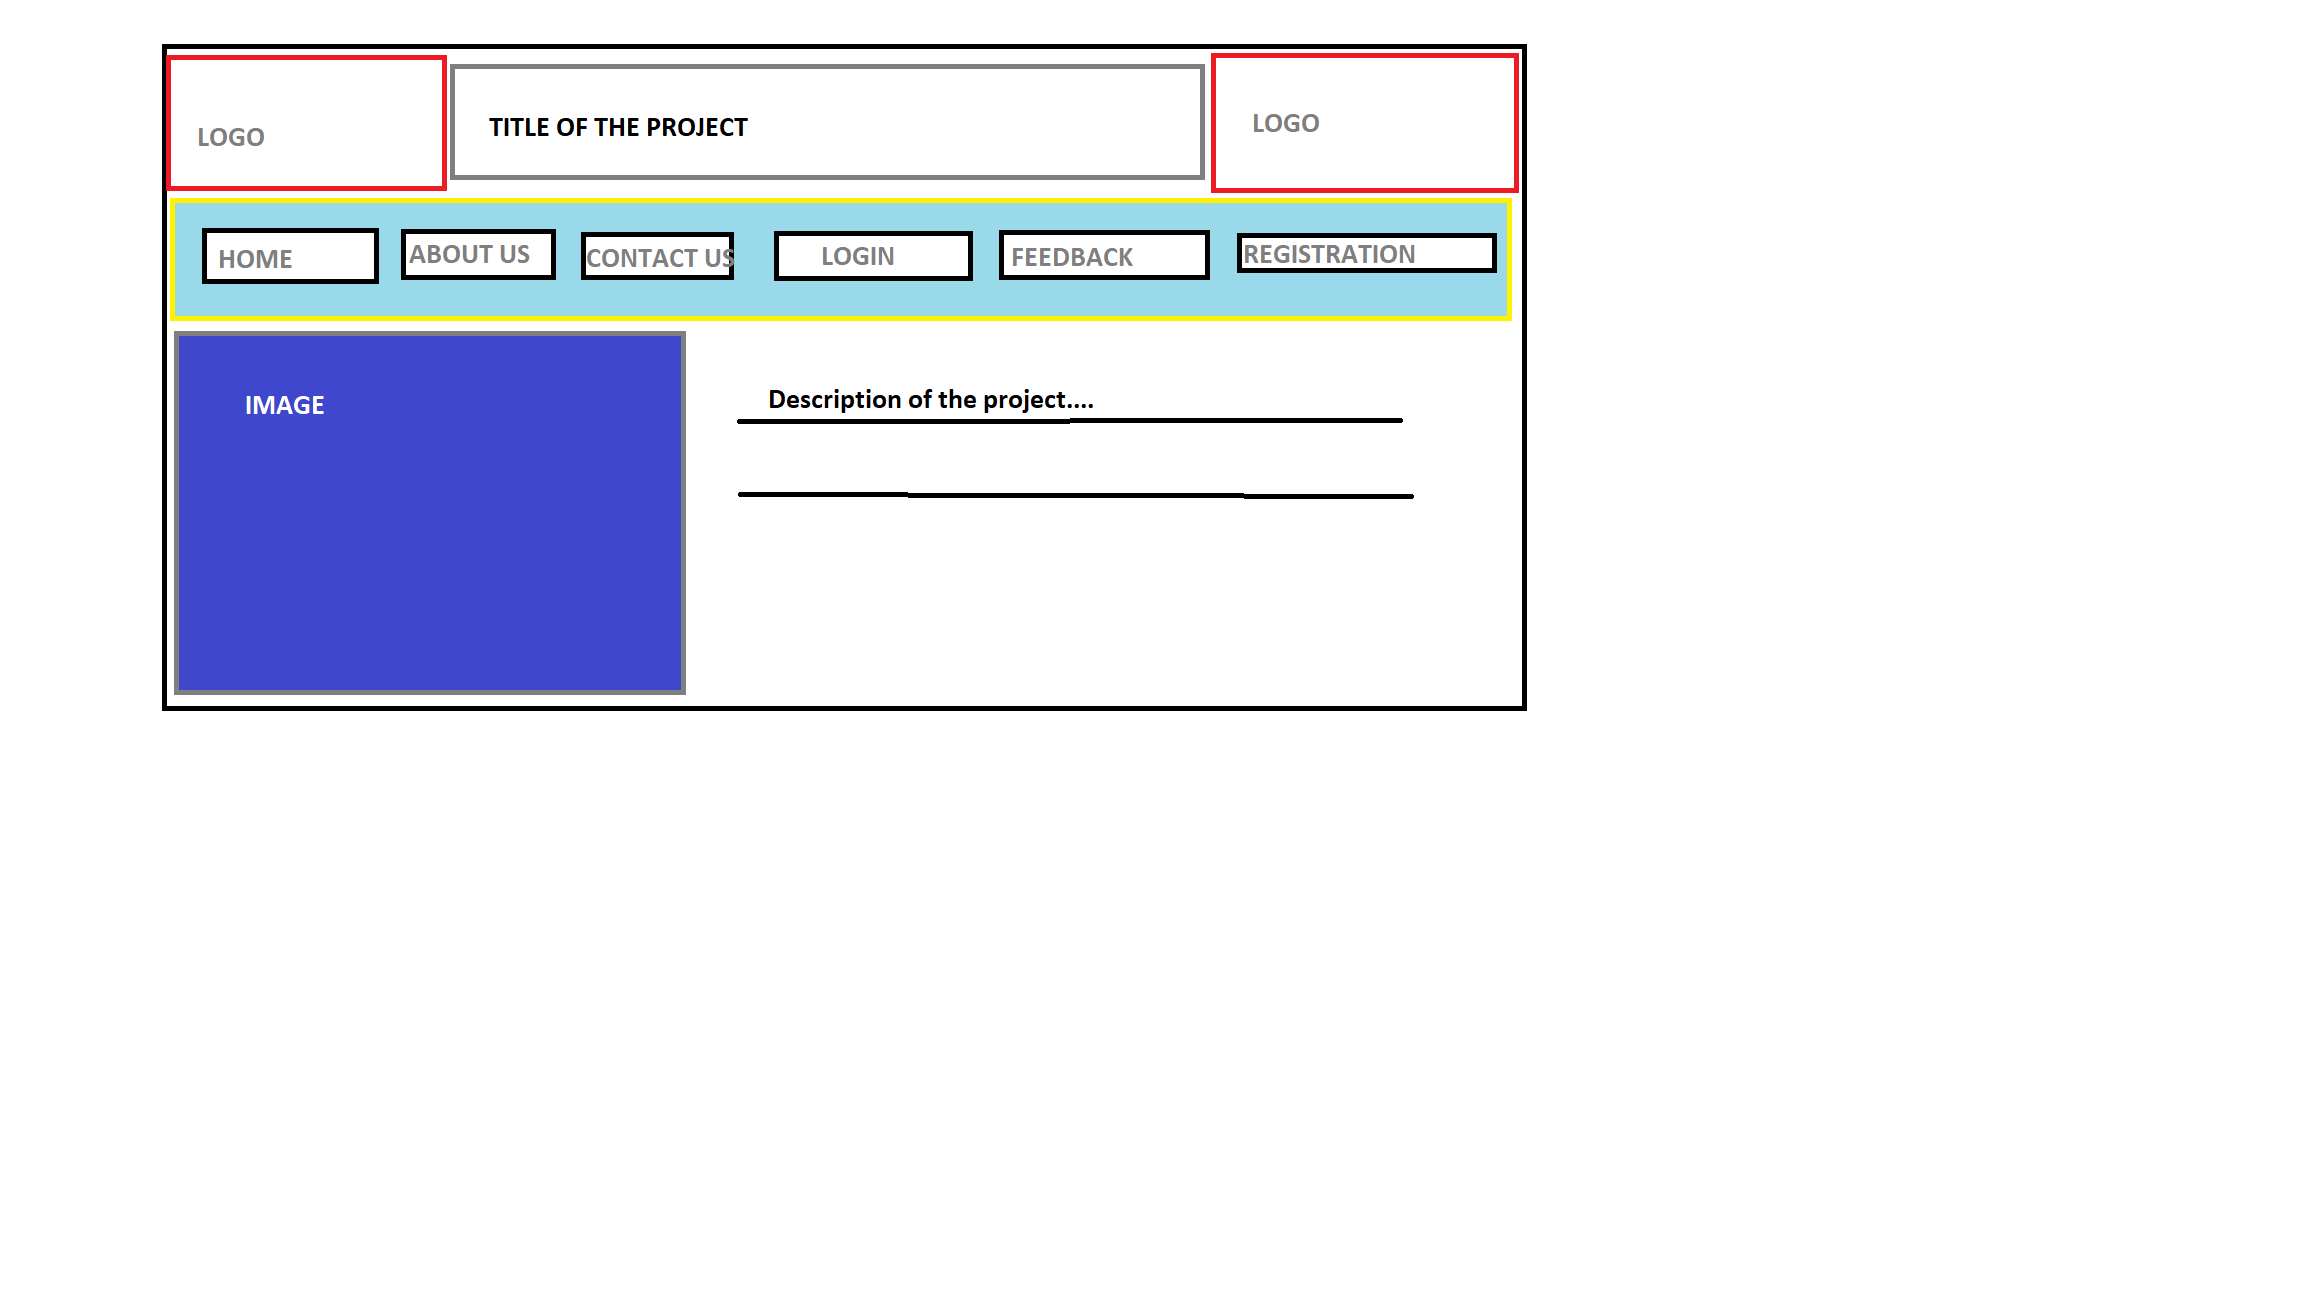 LOGO
TITLE OF THE PROJECT
LOGO
HOME
ABOUT US
CONTACT US
LOGIN
FEEDBACK
REGISTRATION
IMAGE
Description of the project....